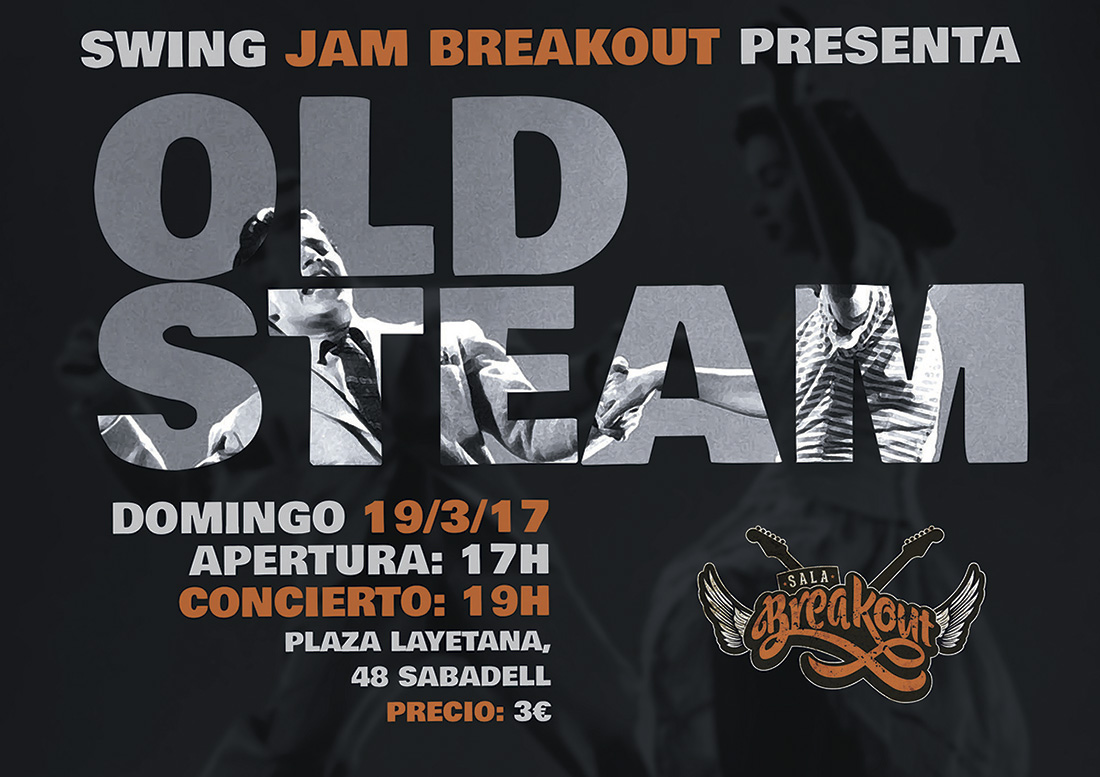 SWING JAM BREAKOUT PRESENTA
OLD
STEAM
DOMINGO 19/3/17
APERTURA: 17H
CONCIERTO: 19H
PLAZA LAYETANA,
48 SABADELL
PRECIO: 3€
SALA
Breakout